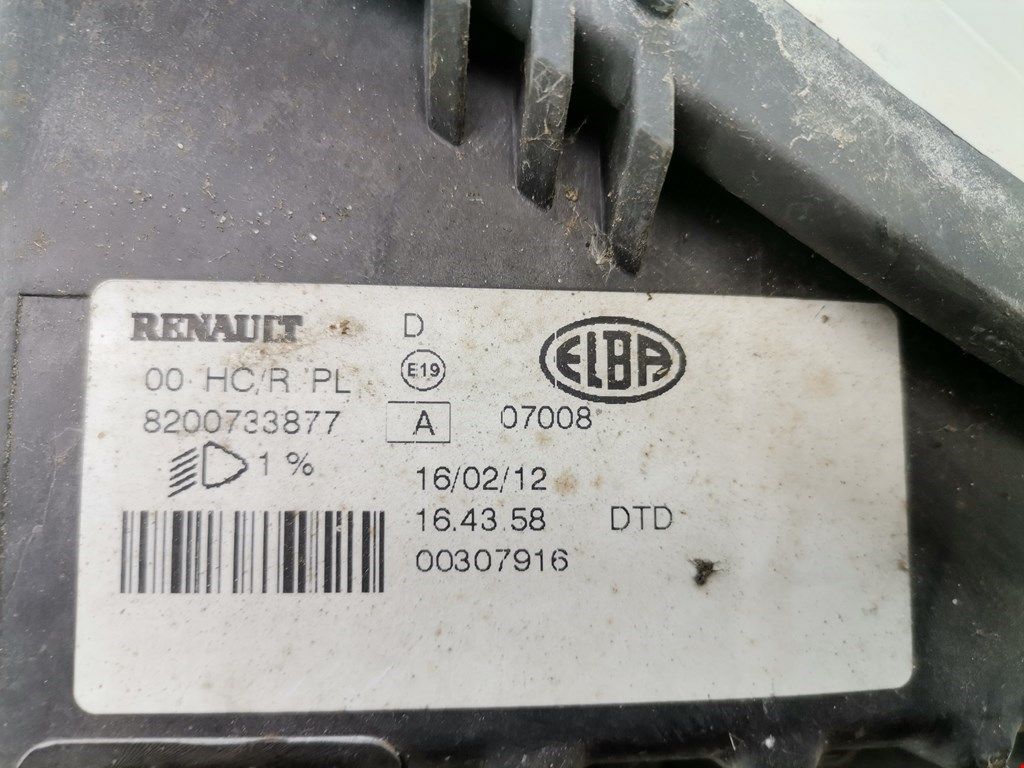 RENAULT D
ELBA
00 HC/R PL E19
8200733877 A 07008
1 %
16/02/12
16.43.58 DTD
00307916